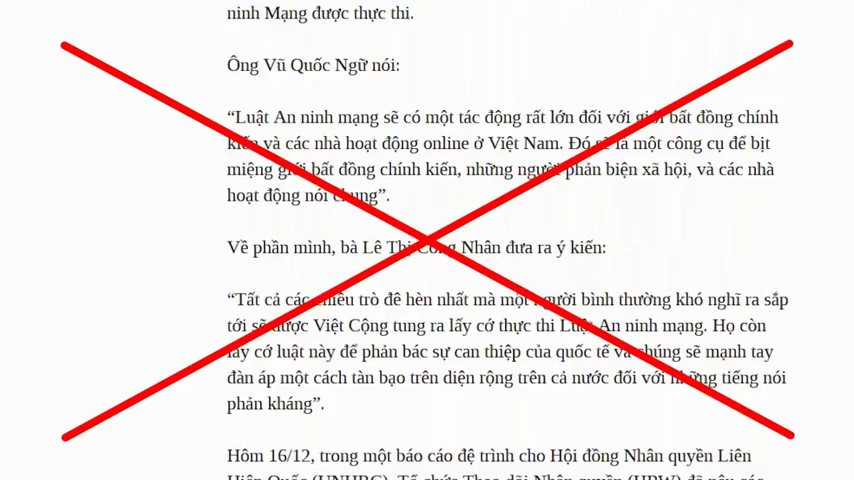 ninh Mạng được thực thi.
Ông Vũ Quốc Ngữ nói:
“Luật An ninh mạng sẽ có một tác động rất lớn đối với giới bất đồng chính
kiến và các nhà hoạt động online ở Việt Nam. Đó sẽ là một công cụ để bịt
miệng giới bất đồng chính kiến, những người phản biện xã hội, và các nhà
hoạt động nói chung”.
Về phần mình, bà Lê Thị Công Nhân đưa ra ý kiến:
“Tất cả các chiêu trò đê hèn nhất mà một người bình thường khó nghĩ ra sắp
tới sẽ được Việt Cộng tung ra lấy cớ thực thi Luật An ninh mạng. Họ còn
lấy cớ luật này để phản bác sự can thiệp của quốc tế và chúng sẽ mạnh tay
đàn áp một cách tàn bạo trên diện rộng trên cả nước đối với những tiếng nói
phản kháng”.
Hôm 16/12, trong một báo cáo đệ trình cho Hội đồng Nhân quyền Liên
Hiệp Quốc (UNHRC), Tổ chức Theo dõi Nhân quyền (HRW) đã nêu các